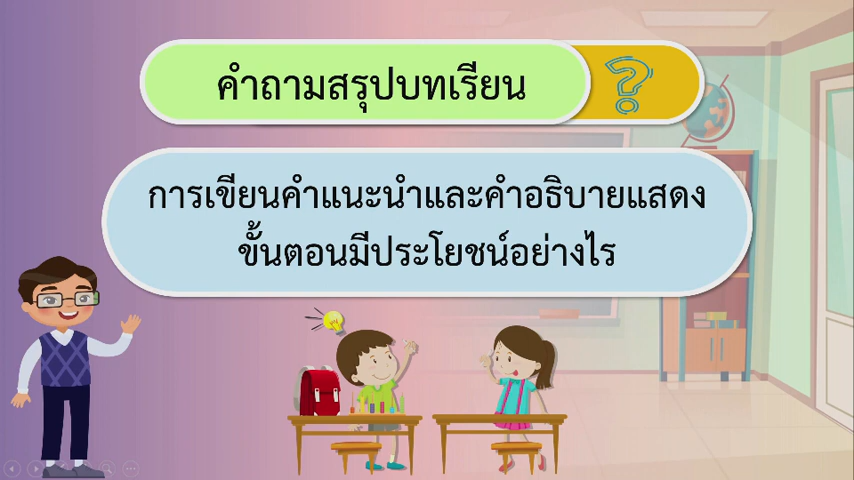 คำถามสรุปบทเรียน
การเขียนคำแนะนำและคำอธิบายแสดง
ขั้นตอนมีประโยชน์อย่างไร